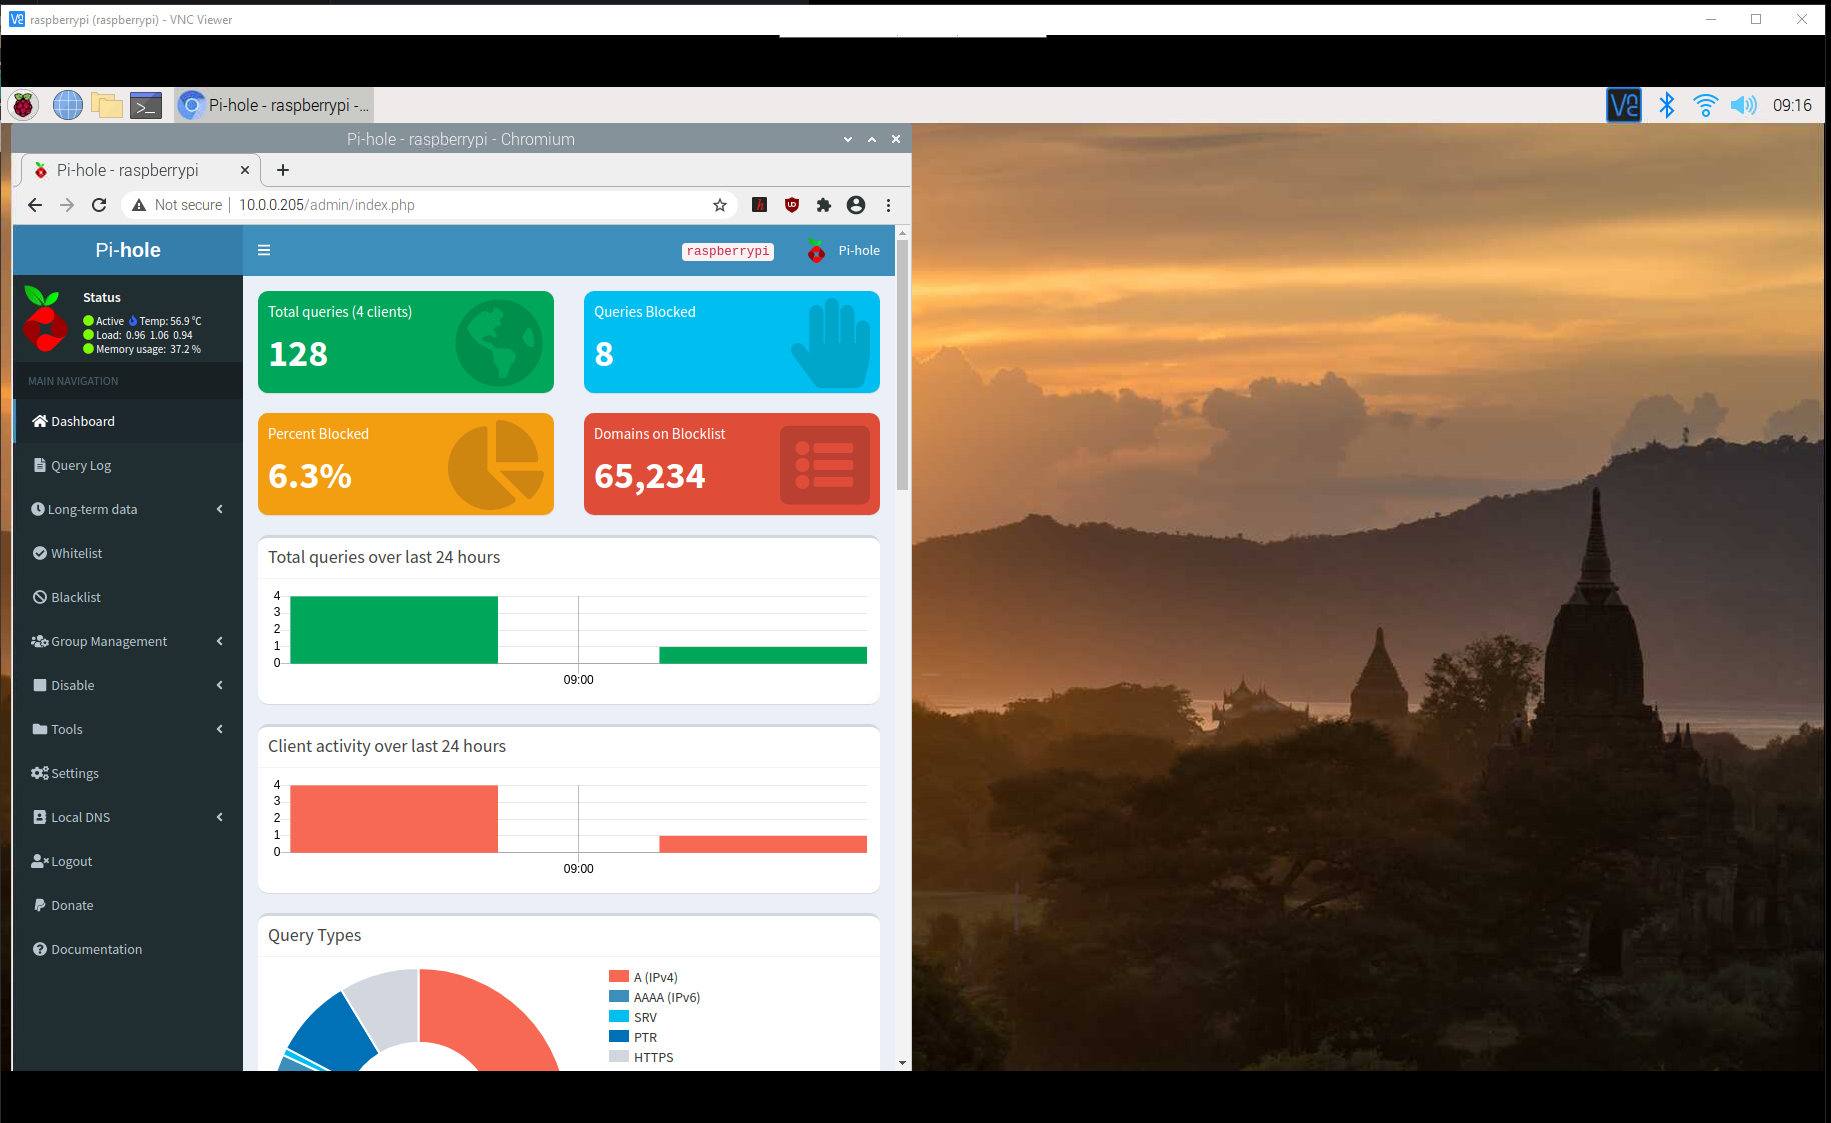 raspberrypi (raspberrypi) - VNC Viewer
Pi-hole - raspberrypi -...
09:16
Pi-hole - raspberrypi - Chromium
Pi-hole - raspberrypi
Not secure | 10.0.0.205/admin/index.php
Pi-hole
raspberrypi
Pi-hole
Status
Active Temp: 56.9 °C
Load: 0.96 1.06 0.94
Memory usage: 37.2 %
MAIN NAVIGATION
Dashboard
Query Log
Long-term data
Whitelist
Blacklist
Group Management
Disable
Tools
Settings
Local DNS
Logout
Donate
Documentation
Total queries (4 clients)
128
Queries Blocked
8
Percent Blocked
6.3%
Domains on Blocklist
65,234
Total queries over last 24 hours
4
3
2
1
0
09:00
Client activity over last 24 hours
4
3
2
1
0
09:00
Query Types
A (IPv4)
AAAA (IPv6)
SRV
PTR
HTTPS